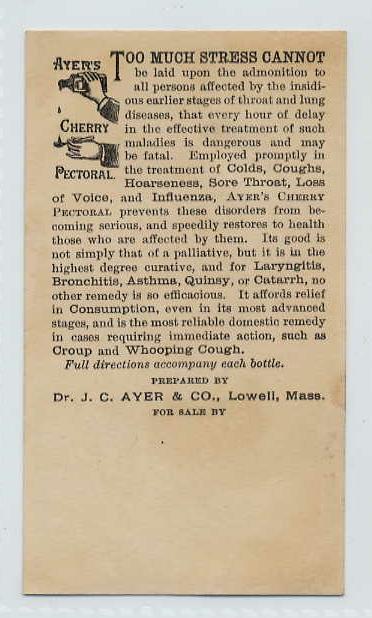 AYER'S
CHERRY
PECTORAL.
TOO MUCH STRESS CANNOT
be laid upon the admonition to
all persons affected by the insidi-
ous earlier stages of throat and lung
diseases, that every hour of delay
in the effective treatment of such
maladies is dangerous and may
be fatal. Employed promptly in
the treatment of Colds, Coughs,
Hoarseness, Sore Throat, Loss
of Voice, and Influenza, AYER'S CHERRY
PECTORAL prevents these disorders from be-
coming serious, and speedily restores to health
those who are affected by them. Its good is
not simply that of a palliative, but it is in the
highest degree curative, and for Laryngitis,
Bronchitis, Asthma, Quinsy, or Catarrh, no
other remedy is so efficacious. It affords relief
in Consumption, even in its most advanced
stages, and is the most reliable domestic remedy
in cases requiring immediate action, such as
Croup and Whooping Cough.
Full directions accompany each bottle.
PREPARED BY
Dr. J. C. AYER & CO., Lowell, Mass.
FOR SALE BY